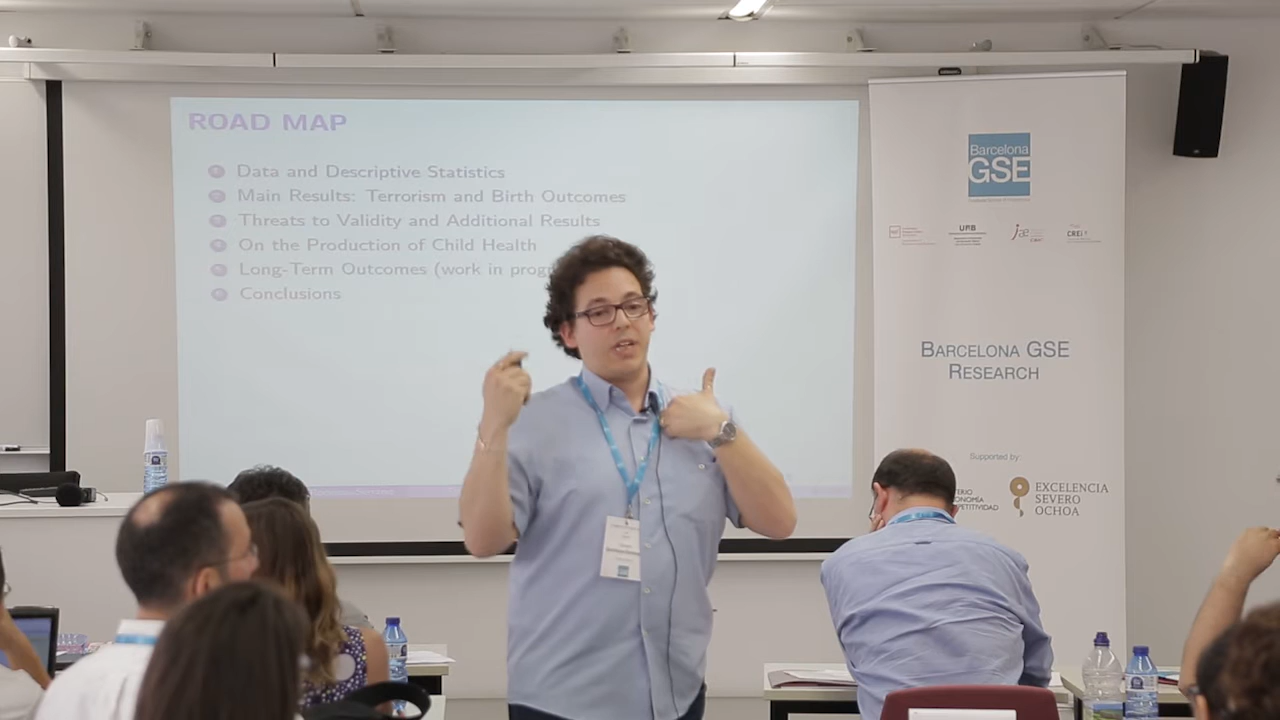 ROAD MAP
Data and Descriptive Statistics
Main Results: Terrorism and Birth Outcomes
Threats to Validity and Additional Results
On the Production of Child Health
Long-Term Outcomes (work in prog
Conclusions
Barcelona
GSE
UAB
CREi
BARCELONA GSE
RESEARCH
Supported by:
EXCELENCIA
SEVERO
OCHOA
GSE